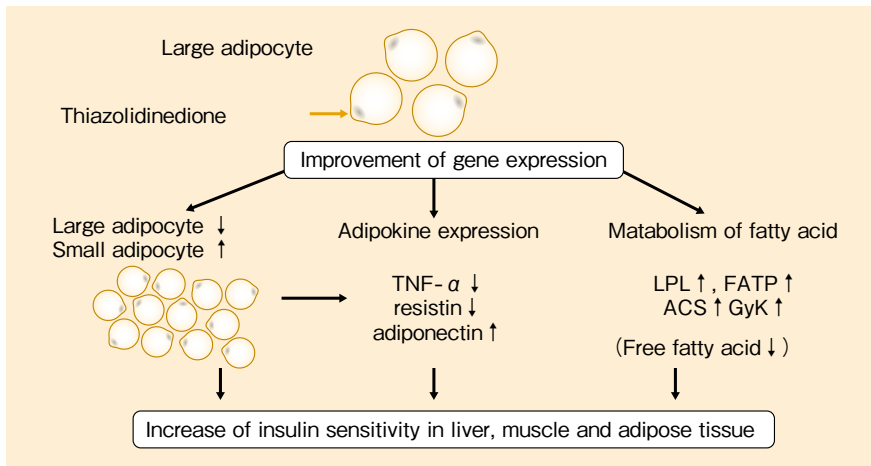 Large adipocyte
Thiazolidinedione
Improvement of gene expression
Large adipocyte ↓
Small adipocyte ↑
Adipokine expression
TNF-α ↓
resistin ↓
adiponectin ↑
Matabolism of fatty acid
LPL ↑, FATP ↑
ACS ↑ GyK ↑
(Free fatty acid ↓)
Increase of insulin sensitivity in liver, muscle and adipose tissue